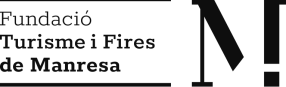 Fundació
Turisme i Fires
de Manresa
M!